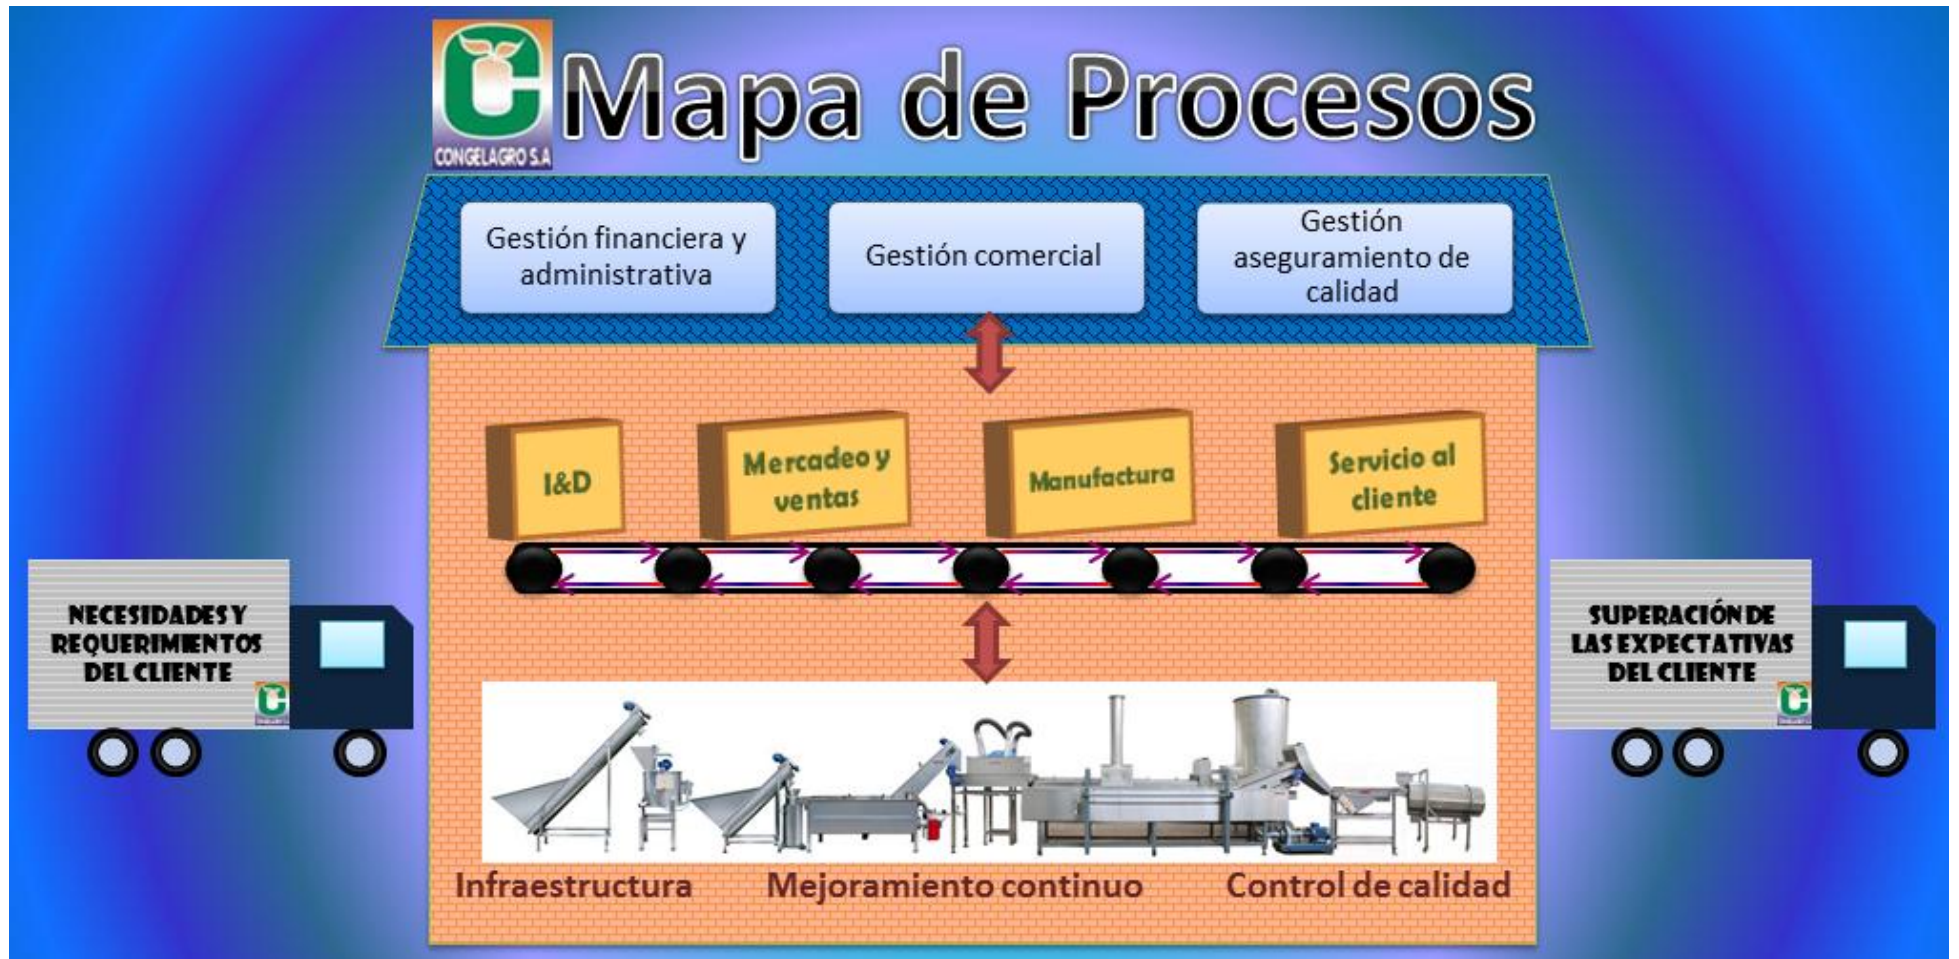 CONGELAGRO S.A
Mapa de Procesos
Gestión financiera y
administrativa
Gestión comercial
Gestión
aseguramiento de
calidad
I&D
Mercadeo y
ventas
Manufactura
Servicio al
cliente
NECESIDADES Y
REQUERIMIENTOS
DEL CLIENTE
SUPERACIÓN DE
LAS EXPECTATIVAS
DEL CLIENTE
Infraestructura
Mejoramiento continuo
Control de calidad